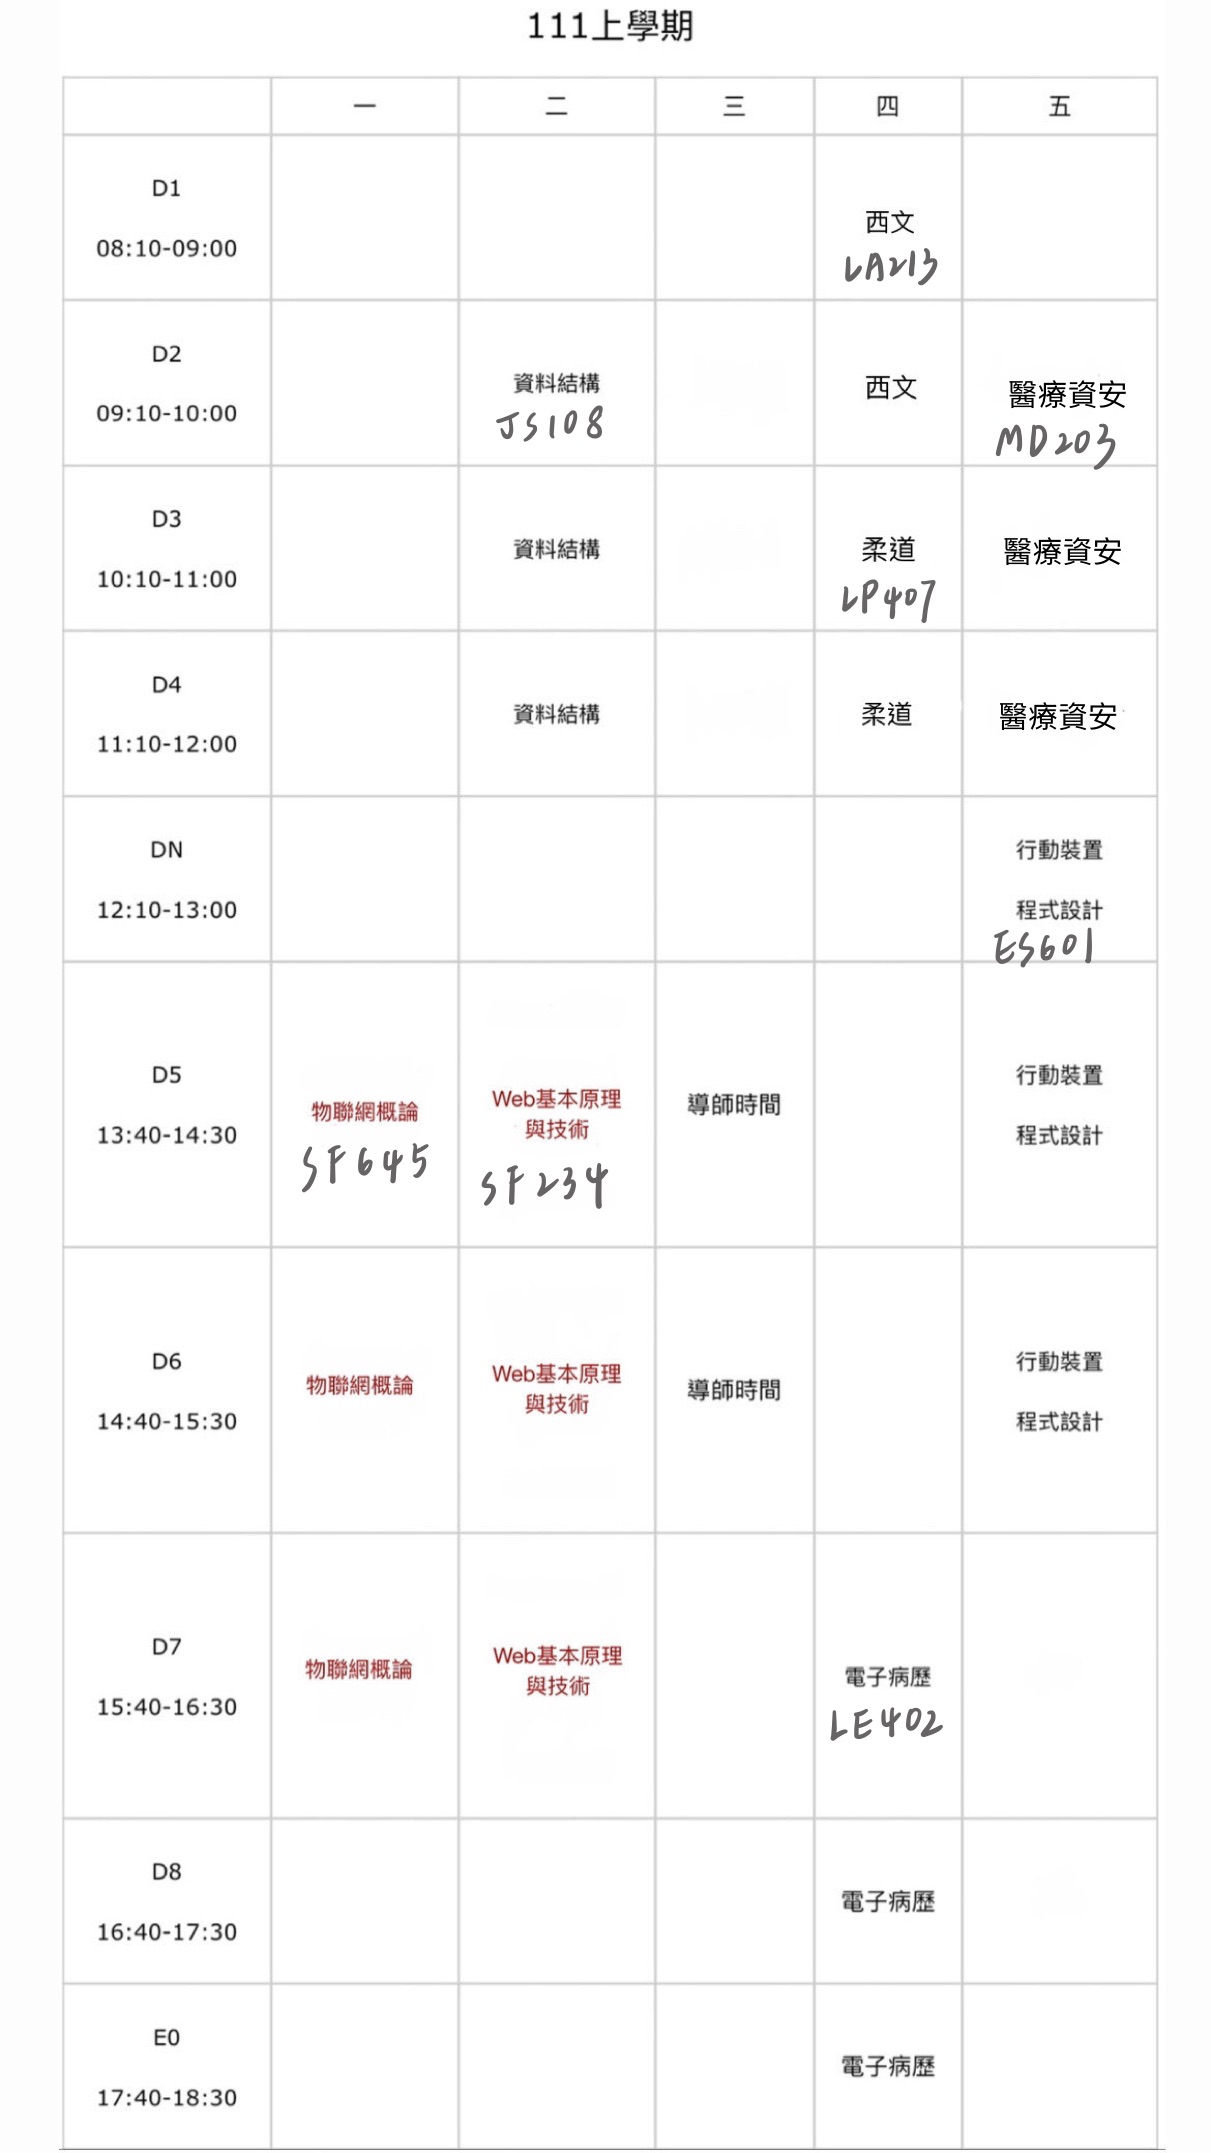 111上學期
一 二 三 四 五
D1
08:10-09:00
西文
LA213
D2
09:10-10:00
資料結構
JS108
西文
醫療資安
MD203
D3
10:10-11:00
資料結構
柔道
LP407
醫療資安
D4
11:10-12:00
資料結構
柔道
醫療資安
DN
12:10-13:00
行動裝置
程式設計
ES601
D5
13:40-14:30
物聯網概論
SF645
Web基本原理
與技術
SF234
導師時間
行動裝置
程式設計
D6
14:40-15:30
物聯網概論
Web基本原理
與技術
導師時間
行動裝置
程式設計
D7
15:40-16:30
物聯網概論
Web基本原理
與技術
電子病歷
LE402
D8
16:40-17:30
電子病歷
E0
17:40-18:30
電子病歷